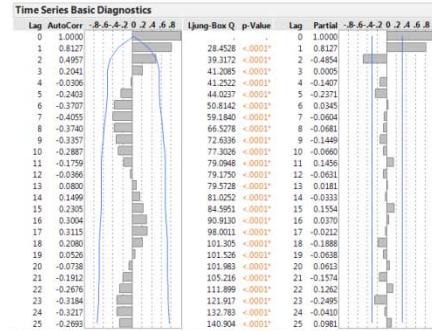 Time Series Basic Diagnostics
Lag AutoCorr -.8-.6-.4-.2 0 .2 .4 .6 .8 Ljung-Box Q p-Value Lag Partial -.8-.6-.4-.2 0 .2 .4 .6 .8
0 1.0000 . . 0 1.0000
1 0.8127 28.4528 <.0001* 1 0.8127
2 0.4957 39.3172 <.0001* 2 -0.4854
3 0.2041 41.2085 <.0001* 3 0.0005
4 -0.0306 41.2522 <.0001* 4 -0.1407
5 -0.2403 44.0237 <.0001* 5 -0.2371
6 -0.3707 50.8142 <.0001* 6 0.0345
7 -0.4055 59.1840 <.0001* 7 -0.0604
8 -0.3740 66.5278 <.0001* 8 -0.0681
9 -0.3357 72.6336 <.0001* 9 -0.1449
10 -0.2887 77.3026 <.0001* 10 -0.0660
11 -0.1759 79.0948 <.0001* 11 0.1456
12 -0.0366 79.1750 <.0001* 12 -0.0631
13 0.0800 79.5728 <.0001* 13 0.0181
14 0.1499 81.0252 <.0001* 14 -0.0333
15 0.2305 84.5951 <.0001* 15 0.1554
16 0.3004 90.9130 <.0001* 16 0.0370
17 0.3115 98.0011 <.0001* 17 -0.0212
18 0.2080 101.305 <.0001* 18 -0.1888
19 0.0526 101.526 <.0001* 19 -0.0638
20 -0.0738 101.983 <.0001* 20 0.0613
21 -0.1912 105.216 <.0001* 21 -0.1574
22 -0.2676 111.899 <.0001* 22 0.1262
23 -0.3184 121.917 <.0001* 23 -0.2495
24 -0.3217 132.783 <.0001* 24 -0.0410
25 -0.2693 140.904 <.0001* 25 0.0981